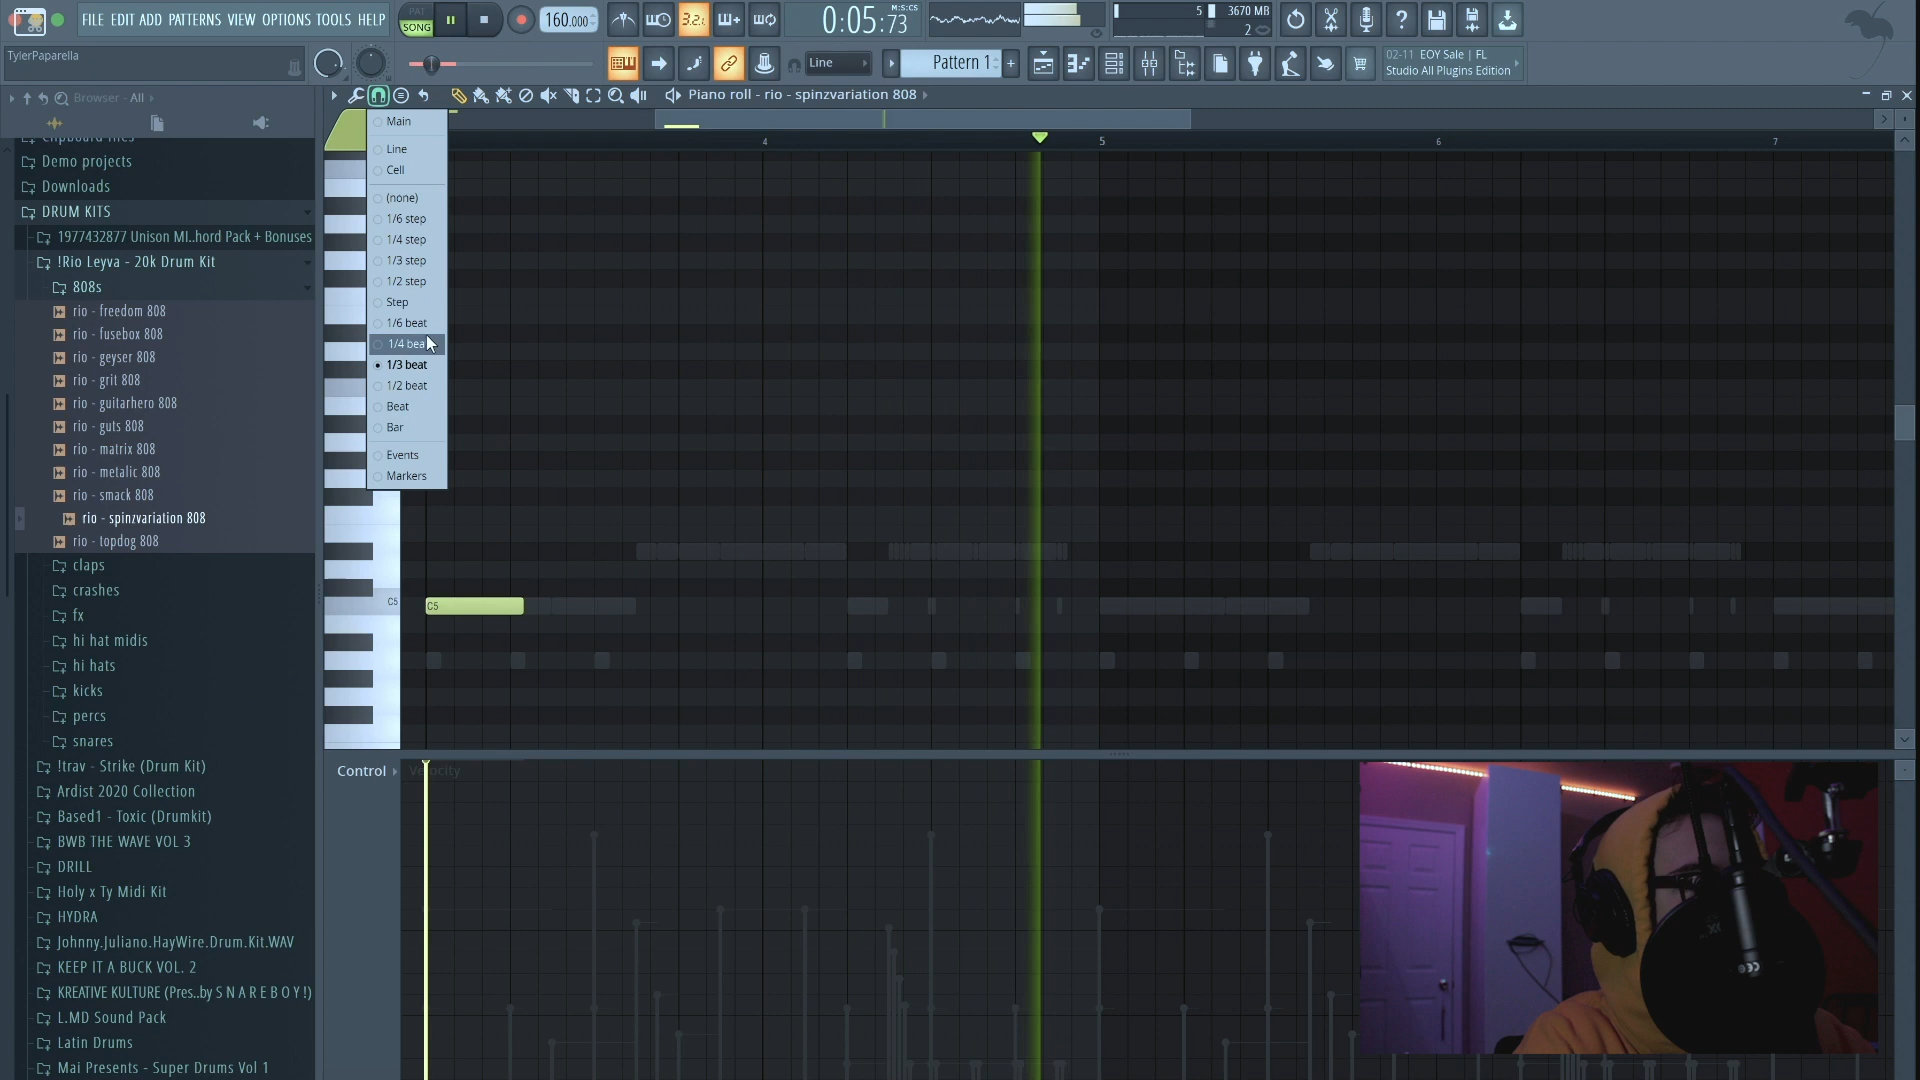 FILE EDIT ADD PATTERNS VIEW OPTIONS TOOLS HELP
PAT
SONG
160.000
3.2.
0:05:73
M:S:CS
5
3670 MB
2
TylerPaparella
Line
Pattern 1
+
02-11 EOY Sale | FL
Studio All Plugins Edition
Browser - All
Piano roll - rio - spinzvariation 808
Demo projects
Downloads
DRUM KITS
1977432877 Unison MI..hord Pack + Bonuses
!Rio Leyva - 20k Drum Kit
808s
rio - freedom 808
rio - fusebox 808
rio - geyser 808
rio - grit 808
rio - guitarhero 808
rio - guts 808
rio - matrix 808
rio - metalic 808
rio - smack 808
rio - spinzvariation 808
rio - topdog 808
claps
crashes
fx
hi hat midis
hi hats
kicks
percs
snares
!trav - Strike (Drum Kit)
Ardist 2020 Collection
Based1 - Toxic (Drumkit)
BWB THE WAVE VOL 3
DRILL
Holy x Ty Midi Kit
HYDRA
Johnny.Juliano.HayWire.Drum.Kit.WAV
KEEP IT A BUCK VOL. 2
KREATIVE KULTURE (Pres..by S N A R E B O Y !)
L.MD Sound Pack
Latin Drums
Mai Presents - Super Drums Vol 1
Main
Line
Cell
(none)
1/6 step
1/4 step
1/3 step
1/2 step
Step
1/6 beat
1/4 bea
1/3 beat
1/2 beat
Beat
Bar
Events
Markers
4
5
6
7
C5
C5
Control
Velocity